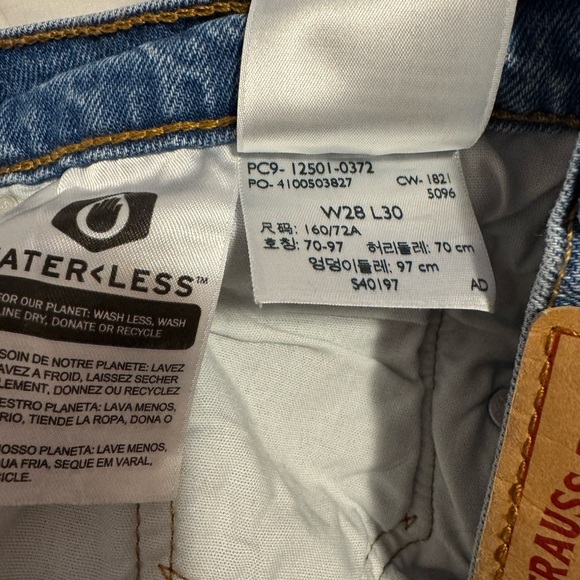 PC9- 12501-0372
PO- 4100503827 CW- 1821
5096
W28 L30
尺码: 160/72A
호칭: 70-97 허리둘레: 70 cm
엉덩이둘레: 97 cm
S40197 AD
ATER<LESS™
FOR OUR PLANET: WASH LESS, WASH
LINE DRY, DONATE OR RECYCLE
SOIN DE NOTRE PLANETE: LAVEZ
AVEZ A FROID, LAISSEZ SECHER
LEMENT, DONNEZ OU RECYCLEZ
ESTRO PLANETA: LAVA MENOS,
RIO, TIENDE LA ROPA, DONA O
NOSSO PLANETA: LAVE MENOS,
UA FRIA, SEQUE EM VARAL,
CICLE.
RAUSS